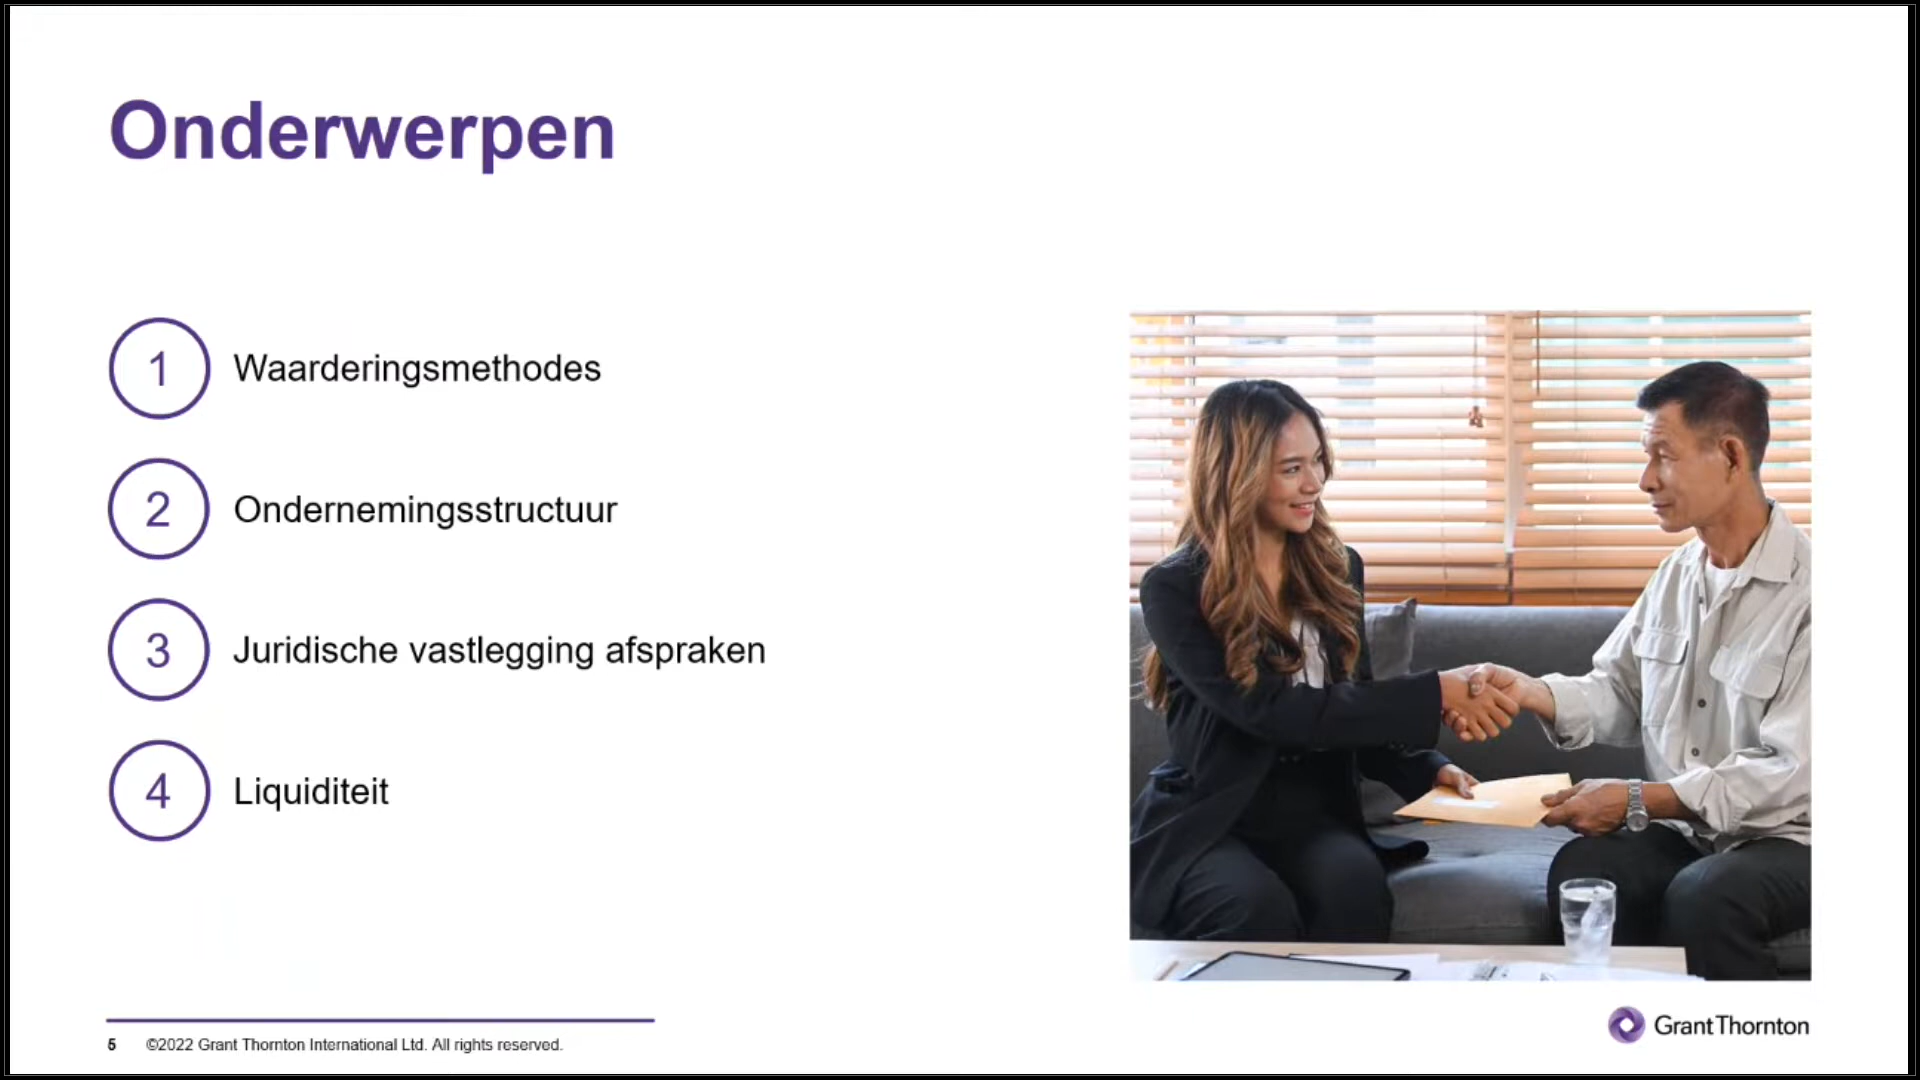 Onderwerpen
1 Waarderingsmethodes
2 Ondernemingsstructuur
3 Juridische vastlegging afspraken
4 Liquiditeit
5 ©2022 Grant Thornton International Ltd. All rights reserved.
Grant Thornton